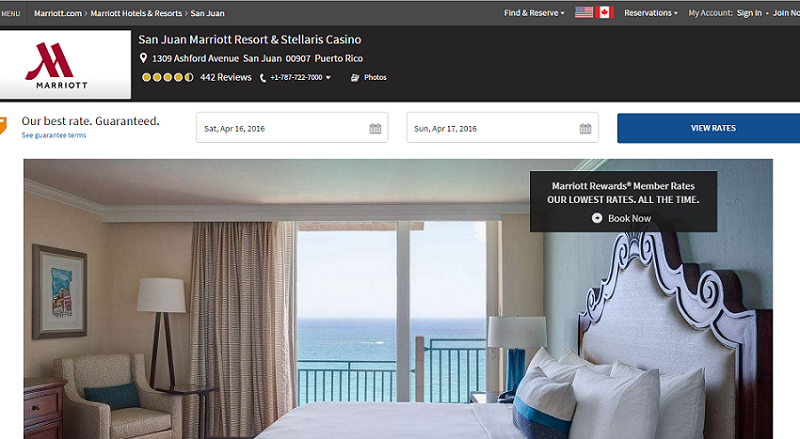 MENU
Marriott.com > Marriott Hotels & Resorts > San Juan
Find & Reserve
Reservations
My Account: Sign In
Join No
San Juan Marriott Resort & Stellaris Casino
1309 Ashford Avenue San Juan 00907 Puerto Rico
442 Reviews
+1-787-722-7000
Photos
MARRIOTT
Our best rate. Guaranteed.
See guarantee terms
Sat, Apr 16, 2016
Sun, Apr 17, 2016
VIEW RATES
Marriott Rewards® Member Rates
OUR LOWEST RATES. ALL THE TIME.
Book Now